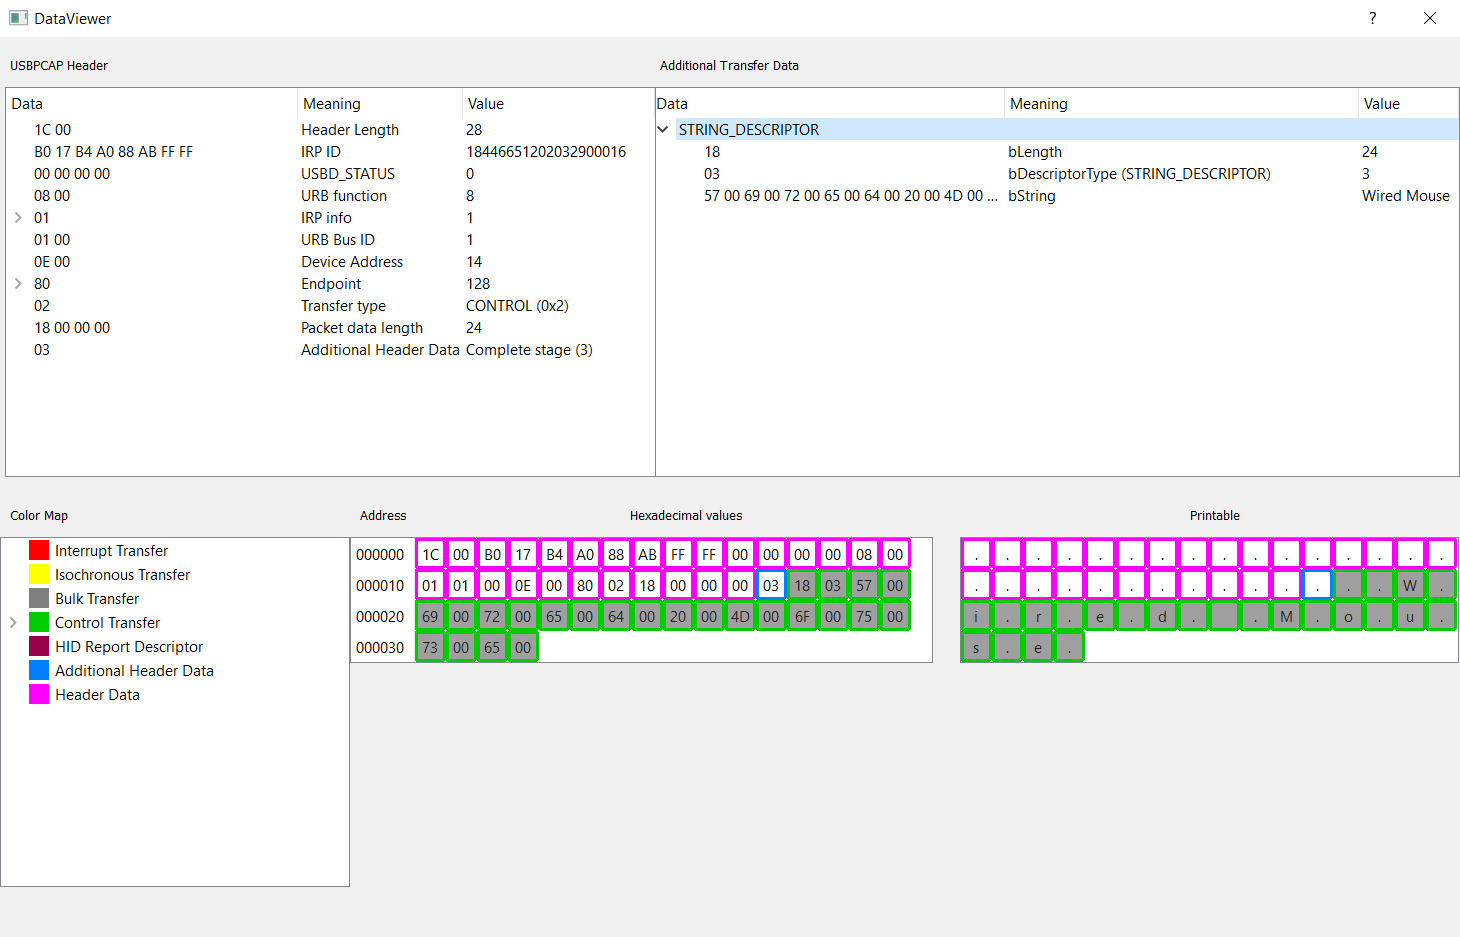 DataViewer ?
USBPCAP Header
Data Meaning Value
1C 00 Header Length 28
B0 17 B4 A0 88 AB FF FF IRP ID 18446651202032900016
00 00 00 00 USBD_STATUS 0
08 00 URB function 8
01 IRP info 1
01 00 URB Bus ID 1
0E 00 Device Address 14
80 Endpoint 128
02 Transfer type CONTROL (0x2)
18 00 00 00 Packet data length 24
03 Additional Header Data Complete stage (3)
Additional Transfer Data
Data Meaning Value
STRING_DESCRIPTOR
18 bLength 24
03 bDescriptorType (STRING_DESCRIPTOR) 3
57 00 69 00 72 00 65 00 64 00 20 00 4D 00 ... bString Wired Mouse
Color Map
Interrupt Transfer
Isochronous Transfer
Bulk Transfer
Control Transfer
HID Report Descriptor
Additional Header Data
Header Data
Address Hexadecimal values Printable
000000 1C 00 B0 17 B4 A0 88 AB FF FF 00 00 00 00 08 00 . . . . . . . . . . . . . . . .
000010 01 01 00 0E 00 80 02 18 00 00 00 03 18 03 57 00 . . . . . . . . . . . . . . W .
000020 69 00 72 00 65 00 64 00 20 00 4D 00 6F 00 75 00 i . r . e . d . . M . o . u .
000030 73 00 65 00 s . e .